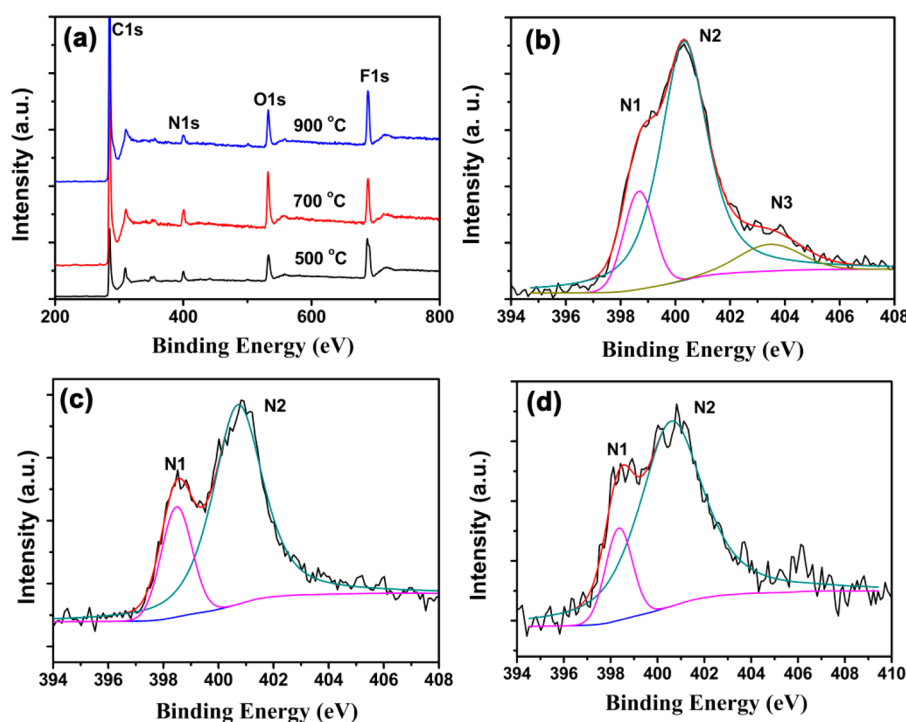 (a)
C1s
N1s
O1s
F1s
900 °C
700 °C
500 °C
Intensity (a.u.)
200 400 600 800
Binding Energy (eV)
(b)
N1
N2
N3
Intensity (a. u.)
394 396 398 400 402 404 406 408
Binding Energy (eV)
(c)
N1
N2
Intensity (a.u.)
394 396 398 400 402 404 406 408
Binding Energy (eV)
(d)
N1
N2
Intensity (a.u.)
394 396 398 400 402 404 406 408 410
Binding Energy (eV)